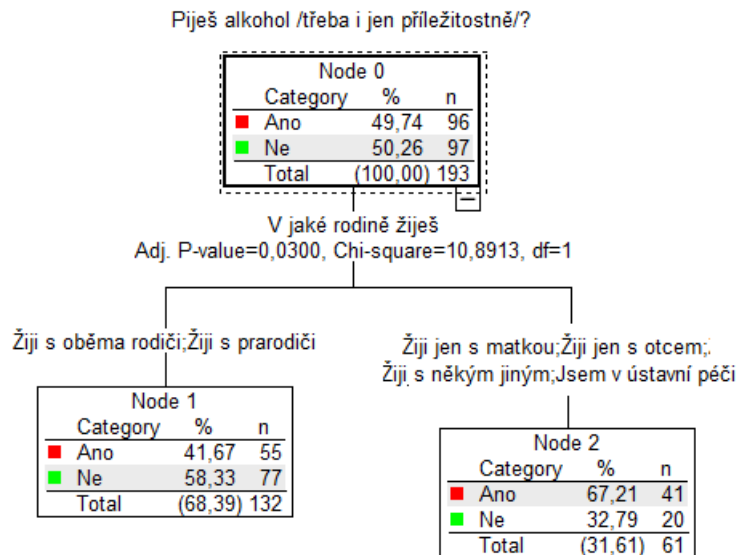 Piješ alkohol /třeba i jen příležitostně/?
Node 0
Category % n
Ano 49,74 96
Ne 50,26 97
Total (100,00) 193
V jaké rodině žiješ
Adj. P-value=0,0300, Chi-square=10,8913, df=1
Žiji s oběma rodiči;Žiji s prarodiči
Node 1
Category % n
Ano 41,67 55
Ne 58,33 77
Total (68,39) 132
Žiji jen s matkou;Žiji jen s otcem;
Žiji s někým jiným;Jsem v ústavní péči
Node 2
Category % n
Ano 67,21 41
Ne 32,79 20
Total (31,61) 61